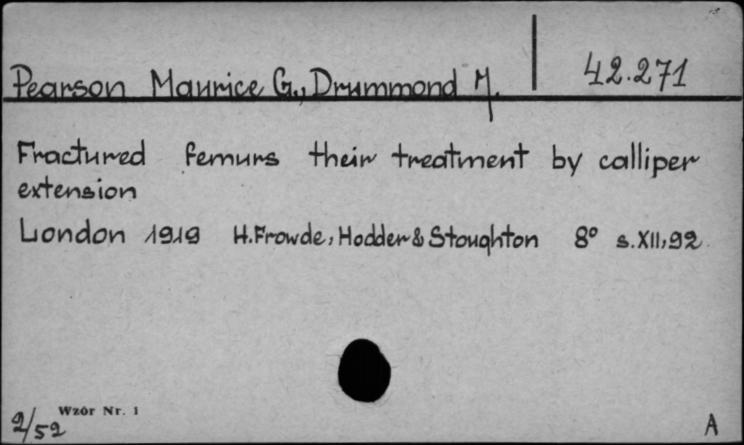 Pearson Maurice G., Drummond J.
42.271
Fractured femurs their treatment by calliper
extension
London 1919 H. Frowde, Hodder & Stoughton 8° s. XII, 92
Wzór Nr. 1
2/52
A